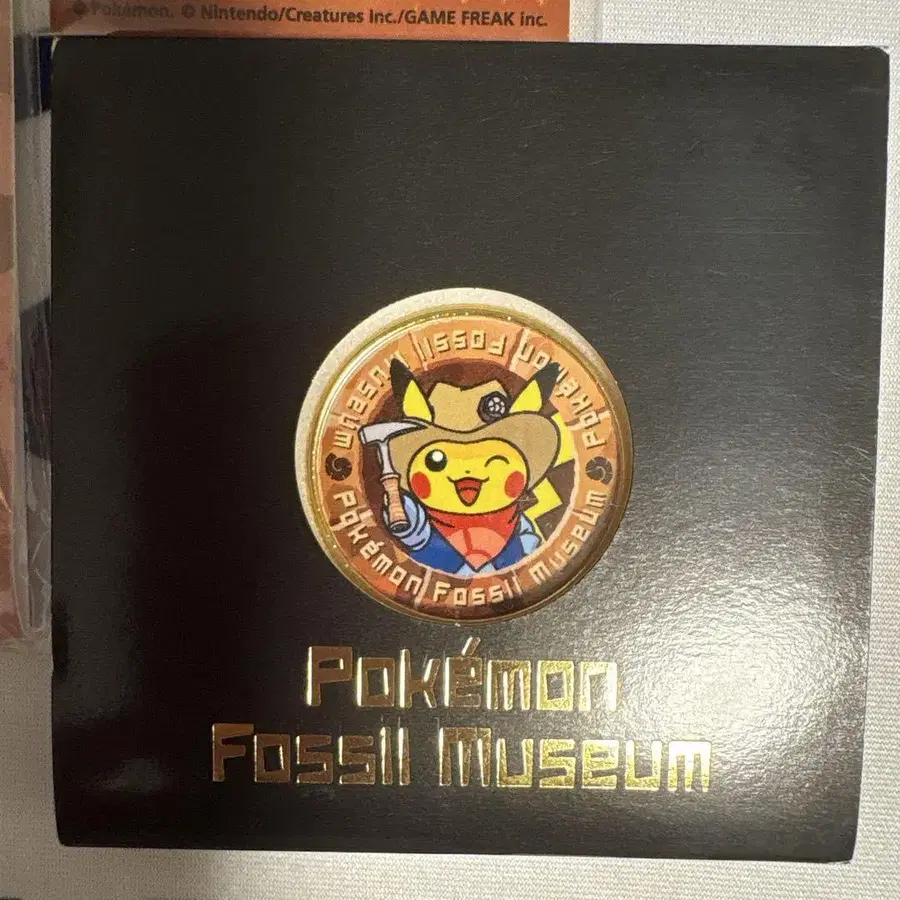 Pokémon. © Nintendo/Creatures Inc./GAME FREAK inc.
Pokémon Fossil Museum
Pokémon Fossil Museum
Pokémon
Fossil Museum